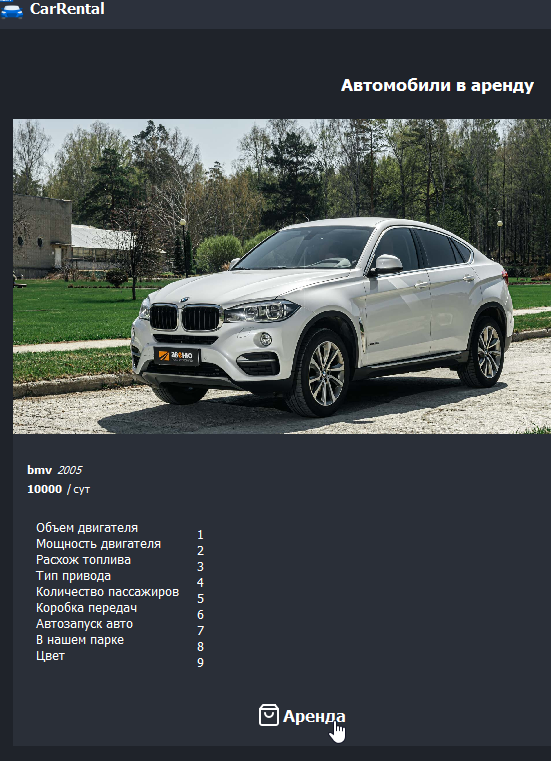 CarRental
Автомобили в аренду
bmv 2005
10000 / сут
Объем двигателя 1
Мощность двигателя 2
Расхож топлива 3
Тип привода 4
Количество пассажиров 5
Коробка передач 6
Автозапуск авто 7
В нашем парке 8
Цвет 9
Аренда